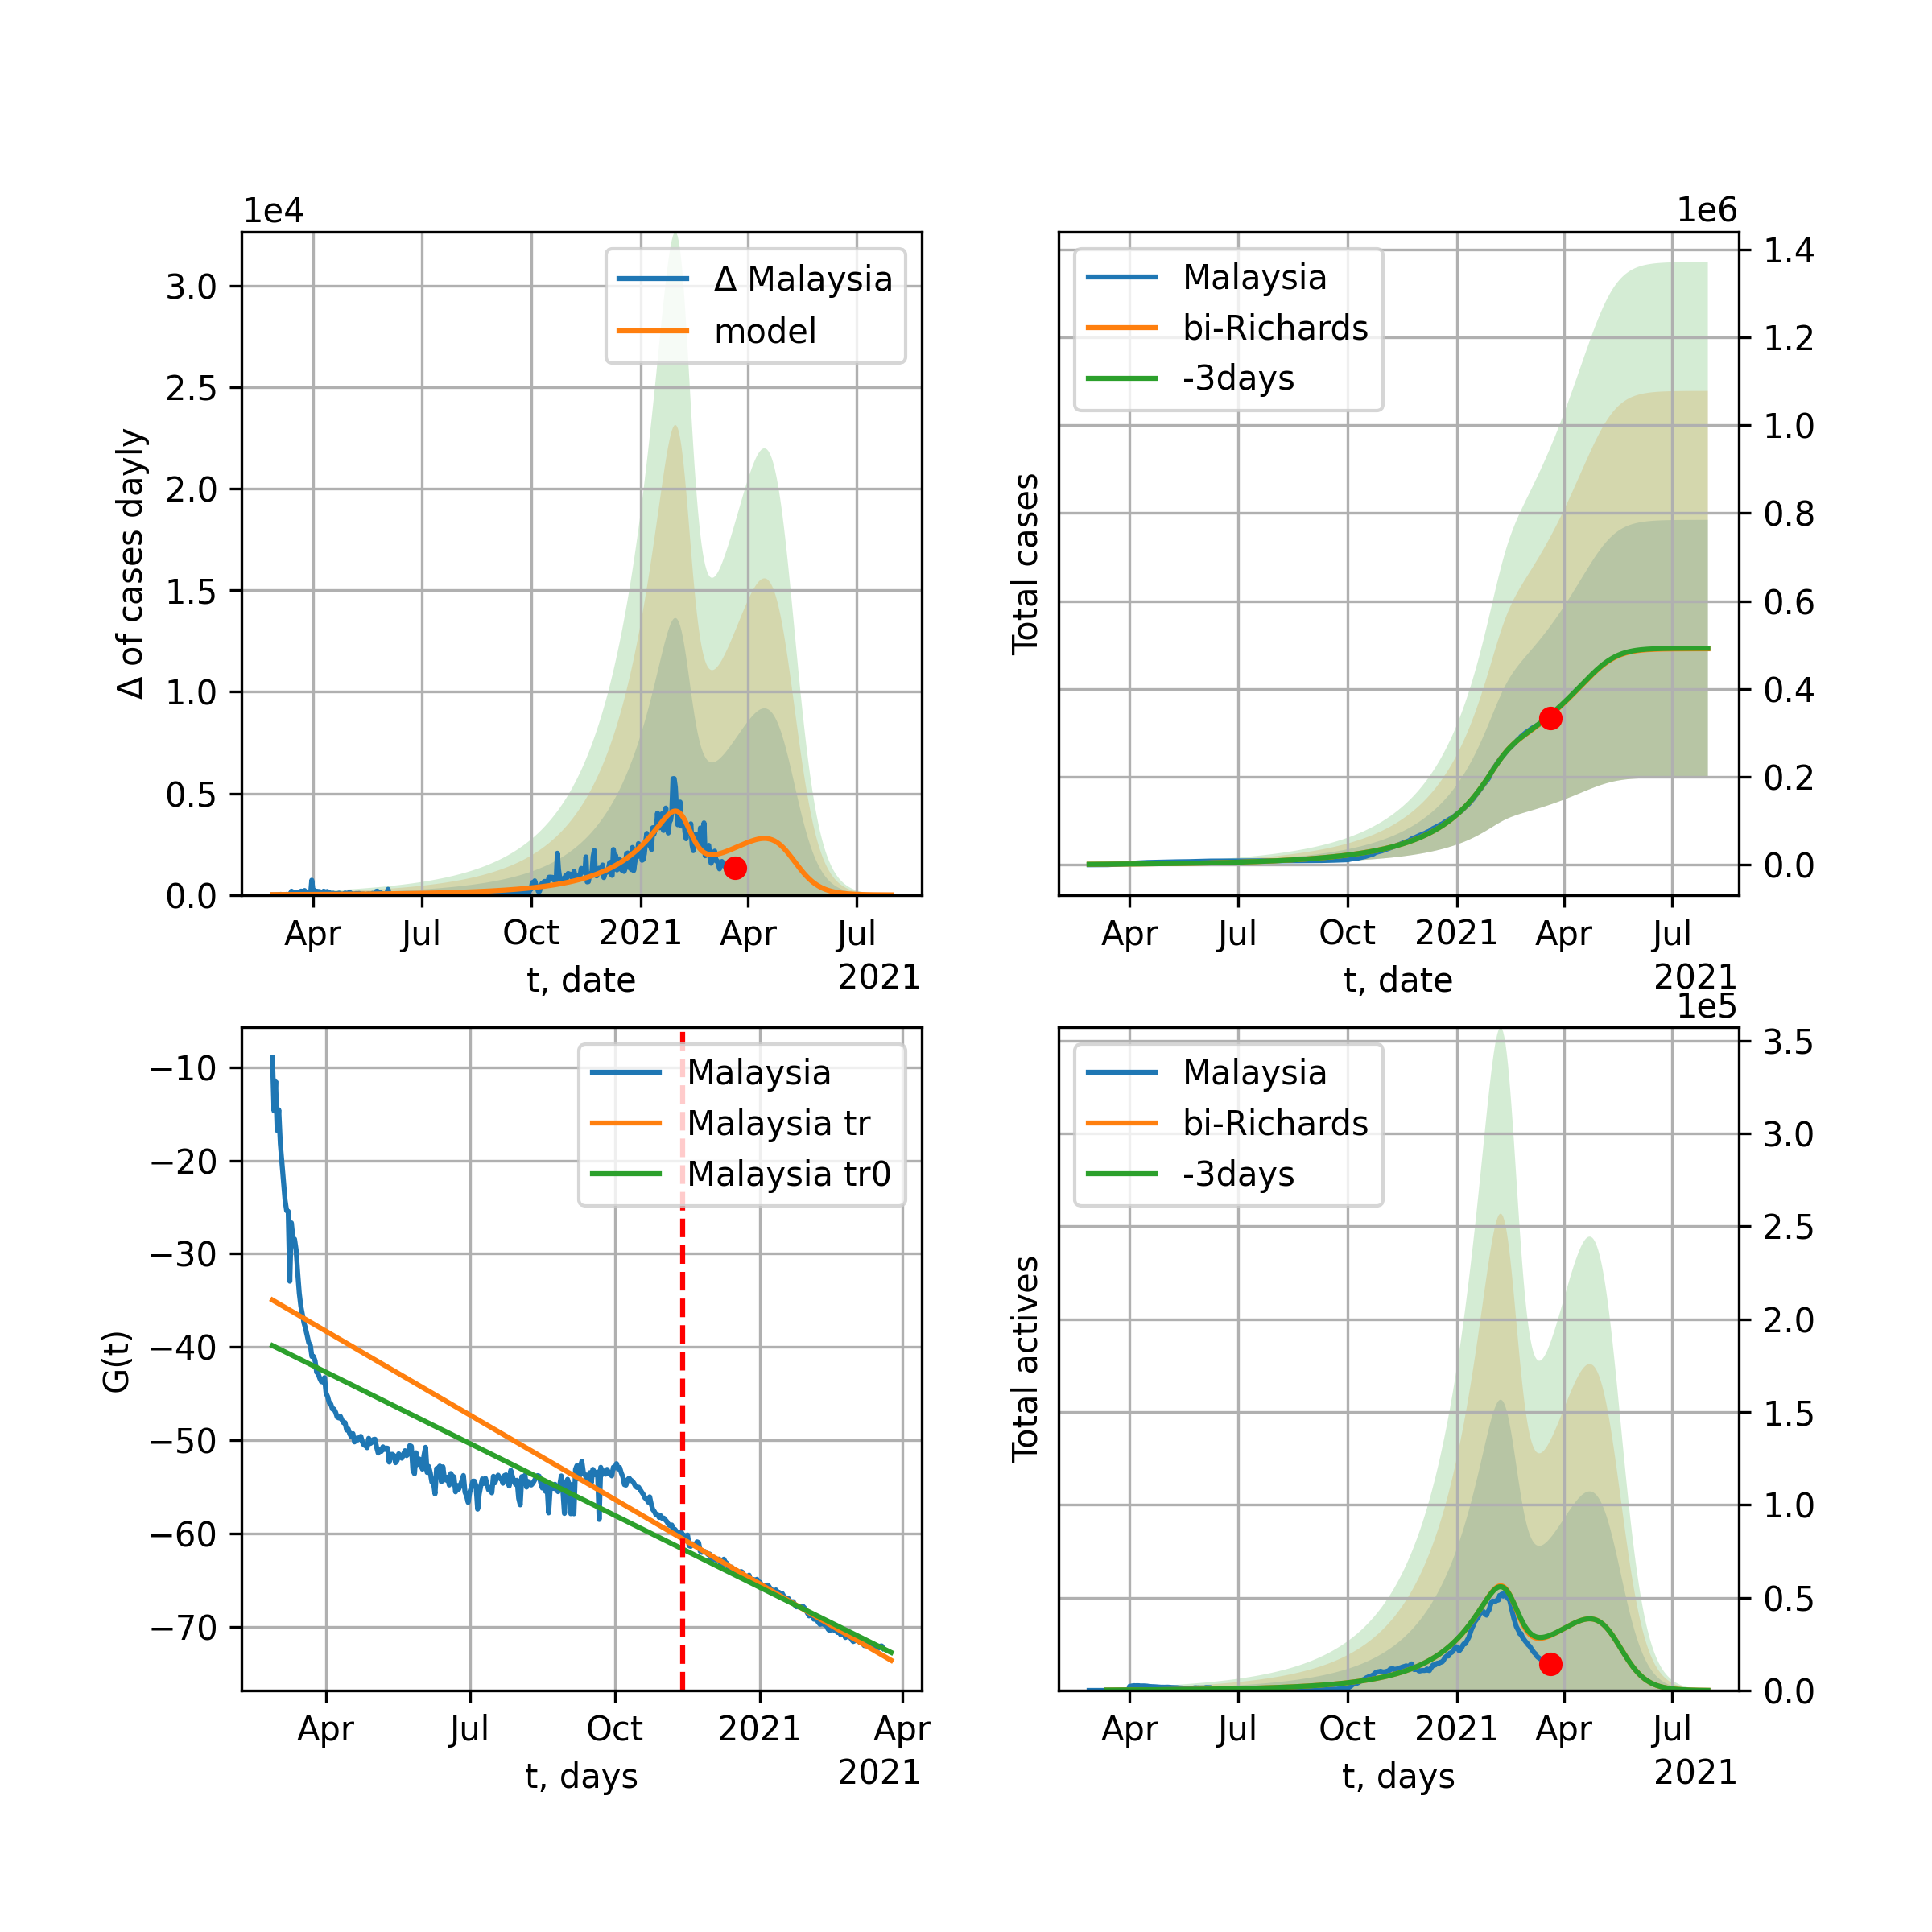 1e4
Δ of cases dayly
3.0
2.5
2.0
1.5
1.0
0.5
0.0
Δ Malaysia
model
Apr Jul Oct 2021 Apr Jul
t, date 2021
1e6
Total cases
Malaysia
bi-Richards
-3days
1.4
1.2
1.0
0.8
0.6
0.4
0.2
0.0
Apr Jul Oct 2021 Apr Jul
t, date 2021
G(t)
−10
−20
−30
−40
−50
−60
−70
Malaysia
Malaysia tr
Malaysia tr0
Apr Jul Oct 2021 Apr
t, days 2021
1e5
Total actives
Malaysia
bi-Richards
-3days
3.5
3.0
2.5
2.0
1.5
1.0
0.5
0.0
Apr Jul Oct 2021 Apr Jul
t, days 2021